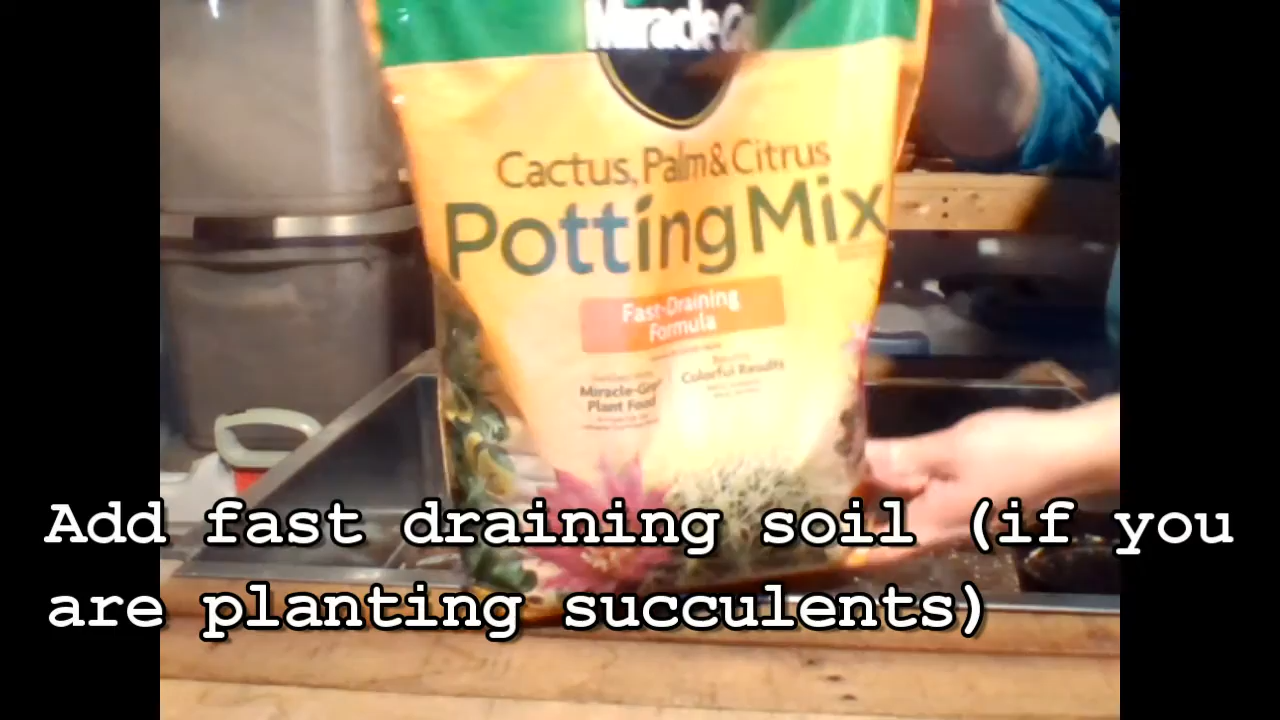 Miracle-Gro
Cactus, Palm & Citrus
Potting Mix
Fast-Draining
Formula
Colorful Results
Miracle-Gro
Plant Food
Add fast draining soil (if you
are planting succulents)